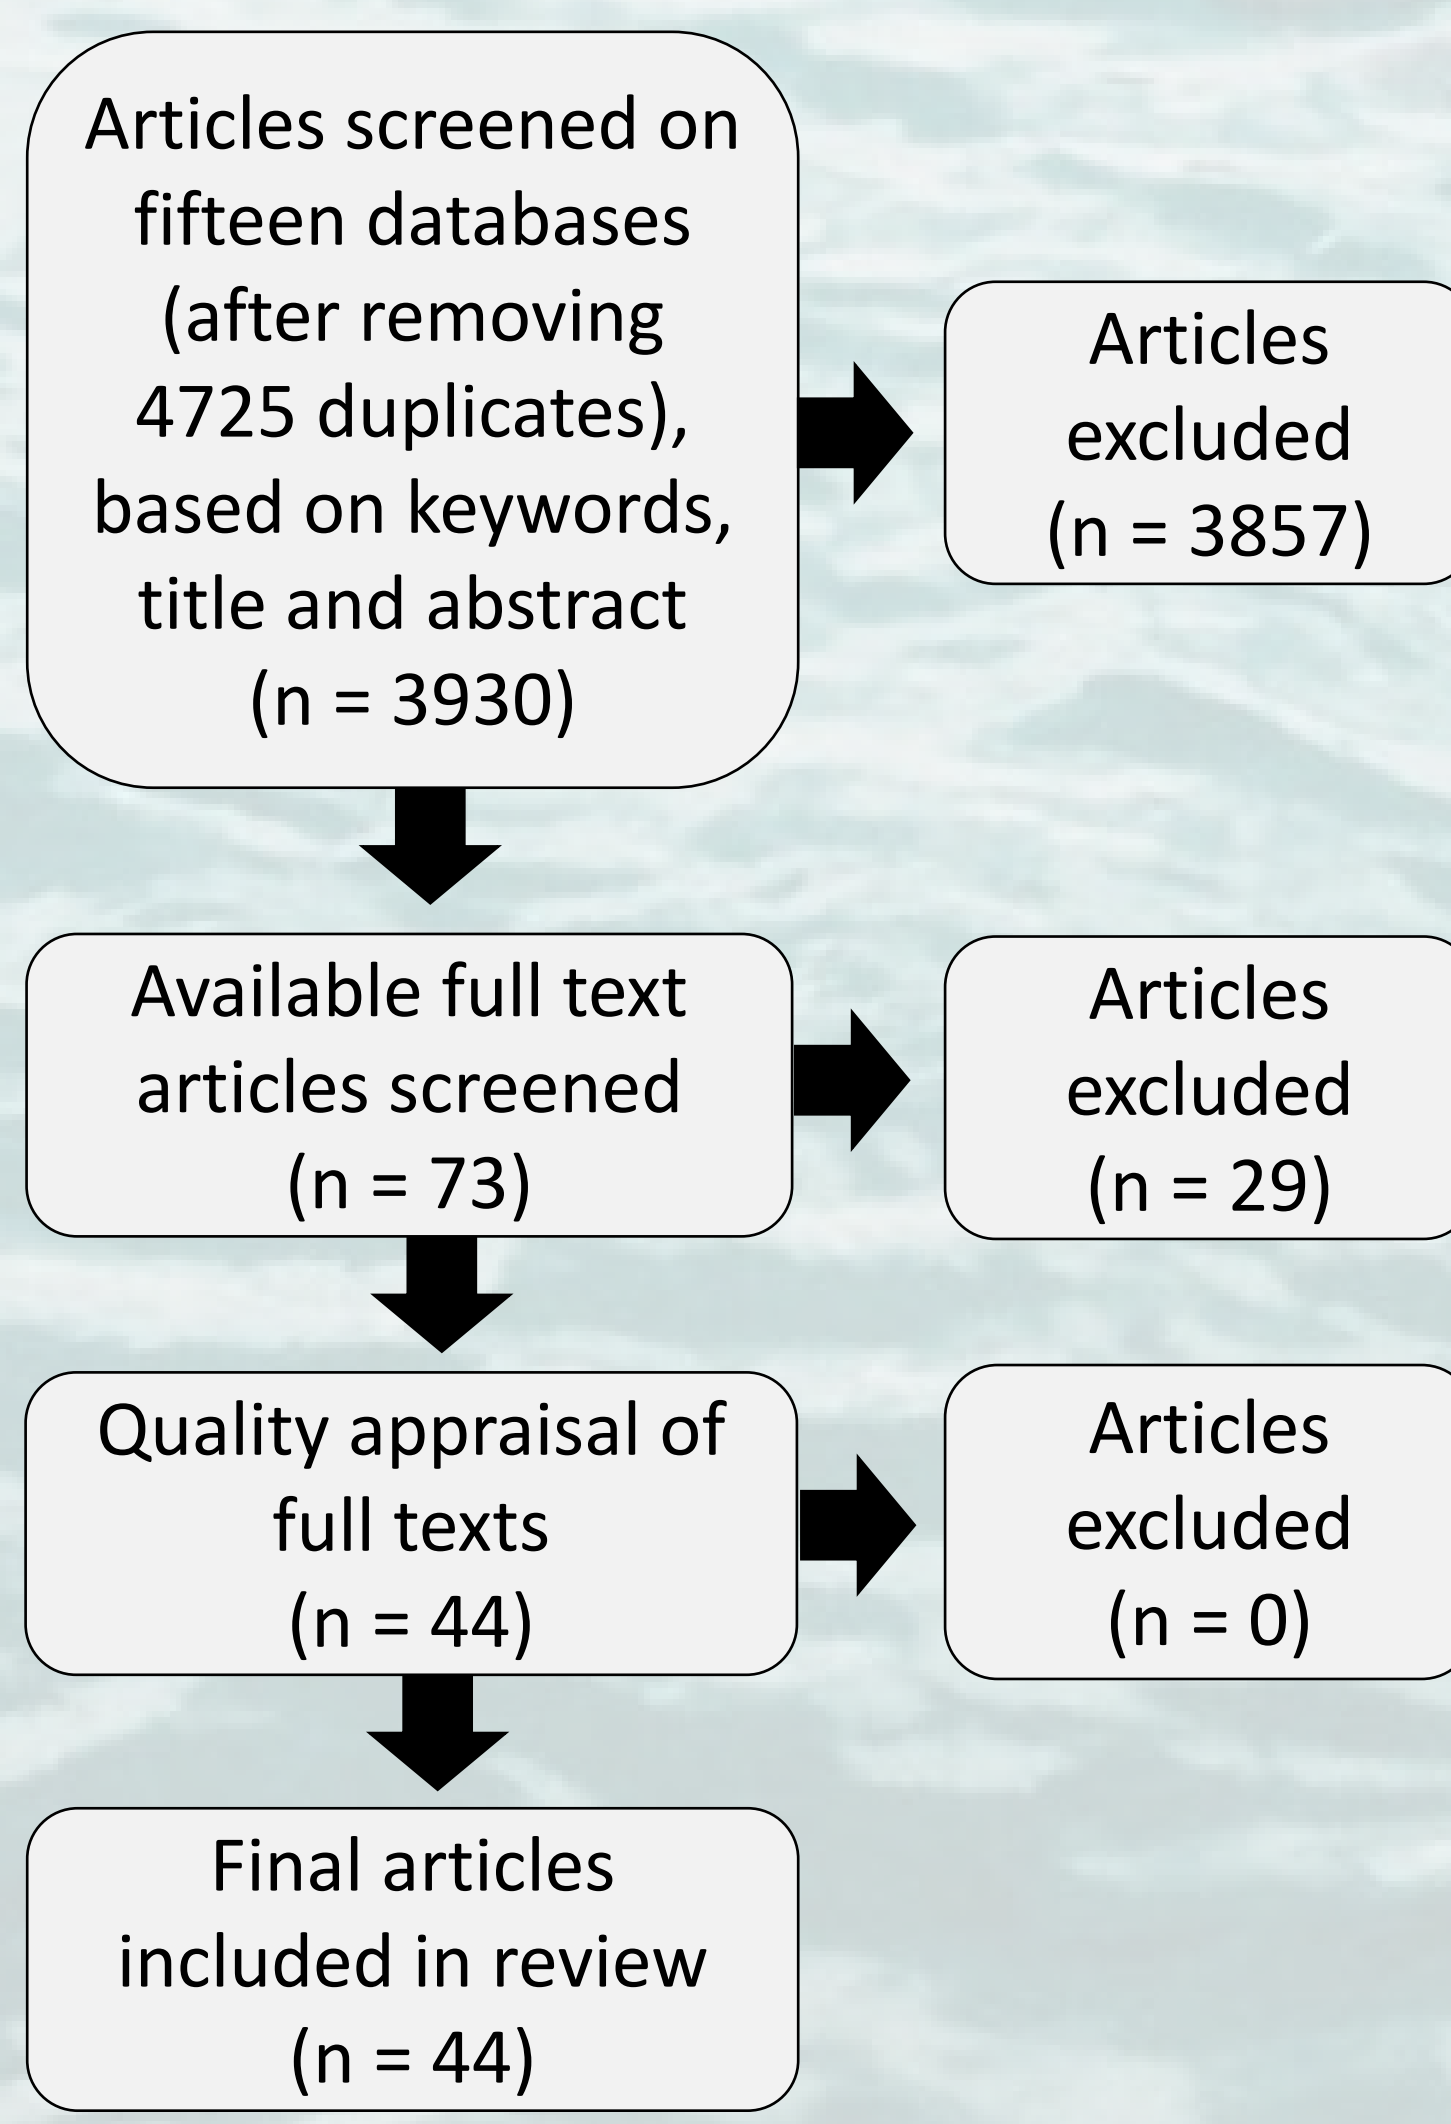 Articles screened on
fifteen databases
(after removing
4725 duplicates),
based on keywords,
title and abstract
(n = 3930)
Articles
excluded
(n = 3857)
Available full text
articles screened
(n = 73)
Articles
excluded
(n = 29)
Quality appraisal of
full texts
(n = 44)
Articles
excluded
(n = 0)
Final articles
included in review
(n = 44)